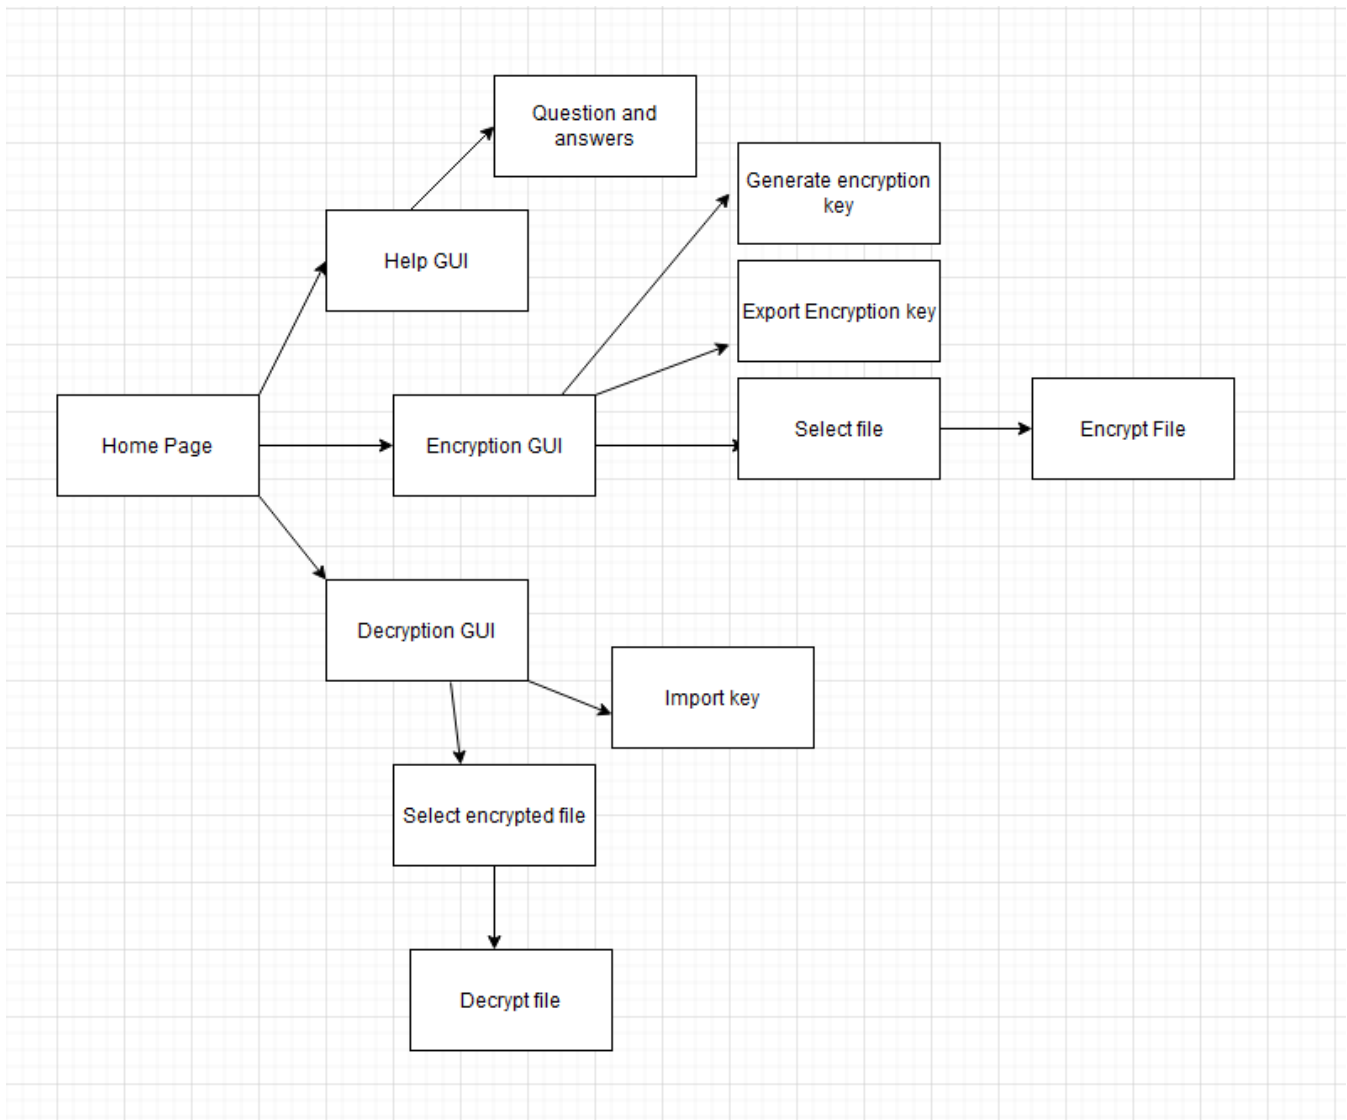 Question and
answers
Generate encryption
key
Help GUI
Export Encryption key
Home Page
Encryption GUI
Select file
Encrypt File
Decryption GUI
Import key
Select encrypted file
Decrypt file